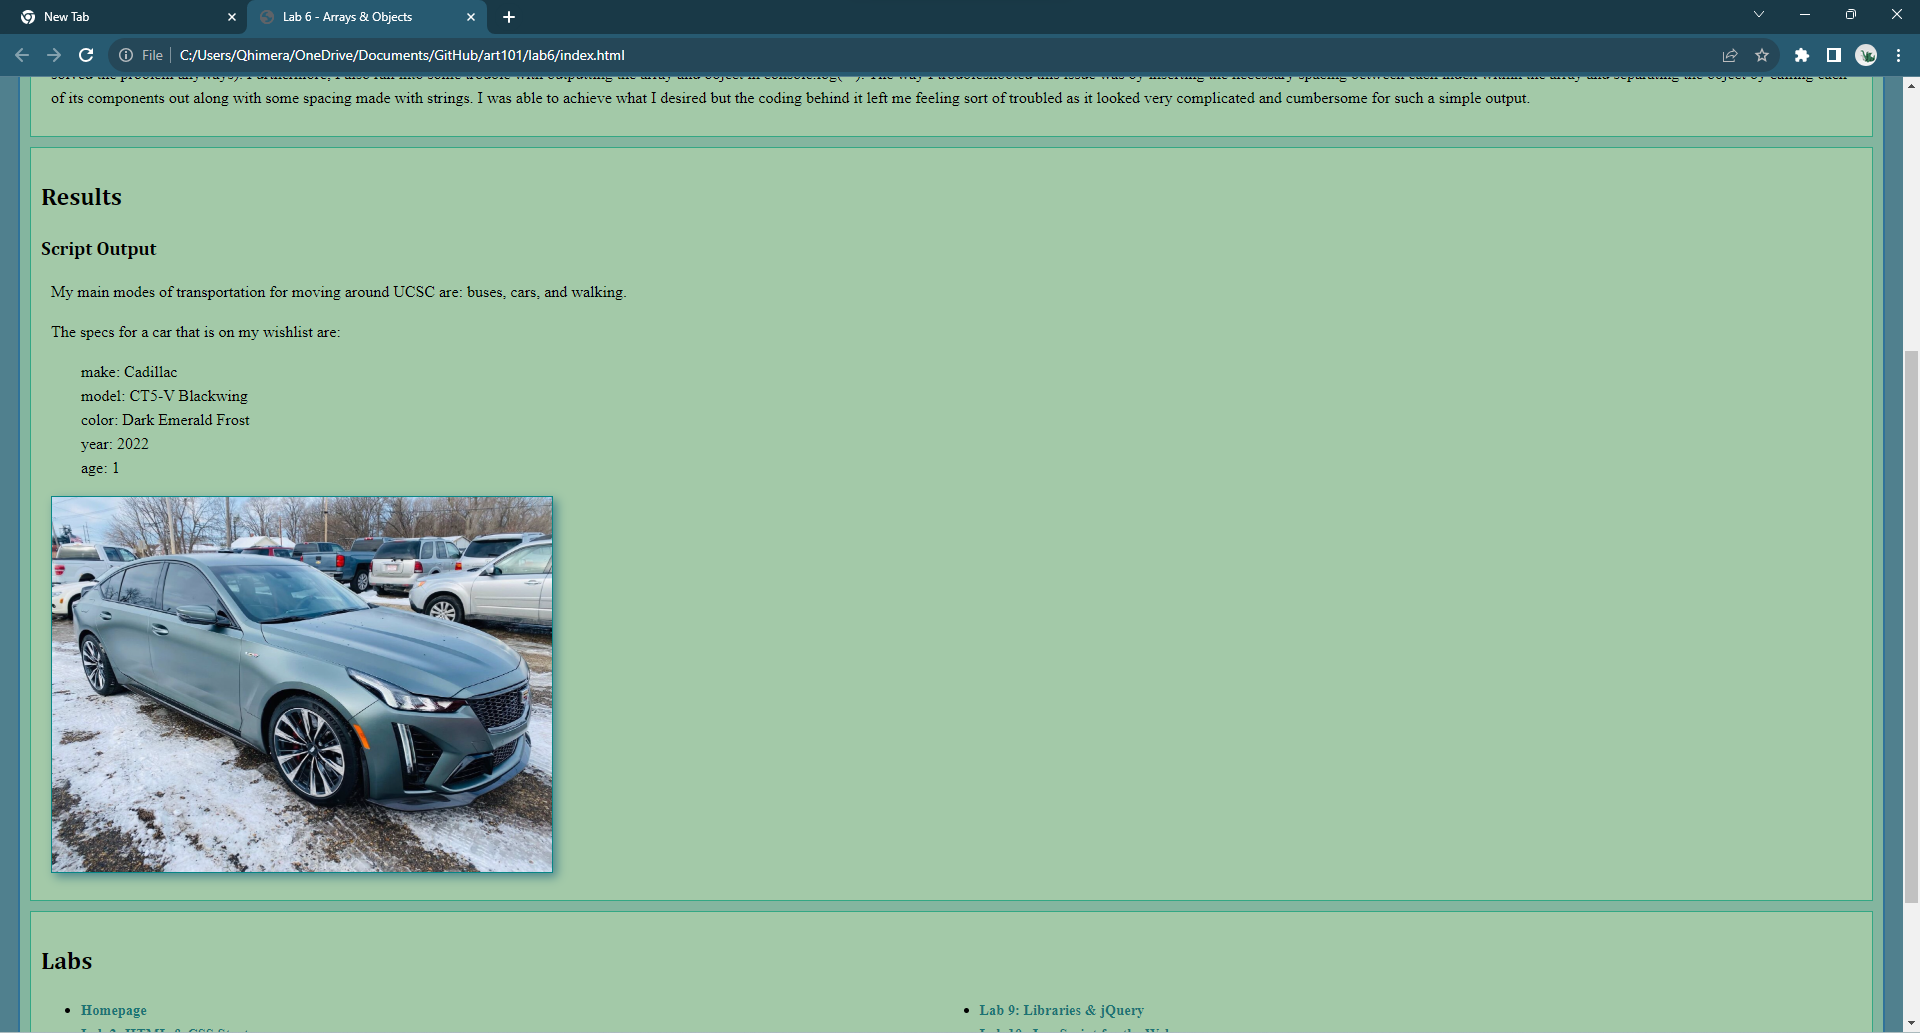 New Tab
Lab 6 - Arrays & Objects
File
C:/Users/Qhimera/OneDrive/Documents/GitHub/art101/lab6/index.html
of its components out along with some spacing made with strings. I was able to achieve what I desired but the coding behind it left me feeling sort of troubled as it looked very complicated and cumbersome for such a simple output.
Results
Script Output
My main modes of transportation for moving around UCSC are: buses, cars, and walking.
The specs for a car that is on my wishlist are:
make: Cadillac
model: CT5-V Blackwing
color: Dark Emerald Frost
year: 2022
age: 1
Labs
Homepage
Lab 9: Libraries & jQuery